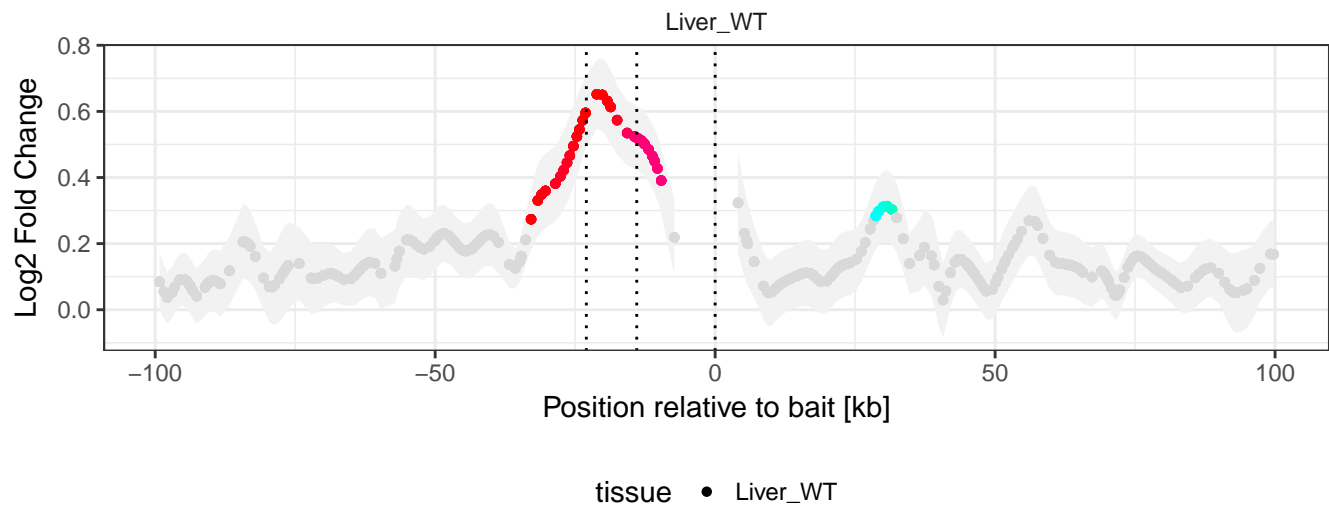 Liver_WT
0.8
0.6
0.4
0.2
0.0
Log2 Fold Change
−100 −50 0 50 100
Position relative to bait [kb]
tissue Liver_WT